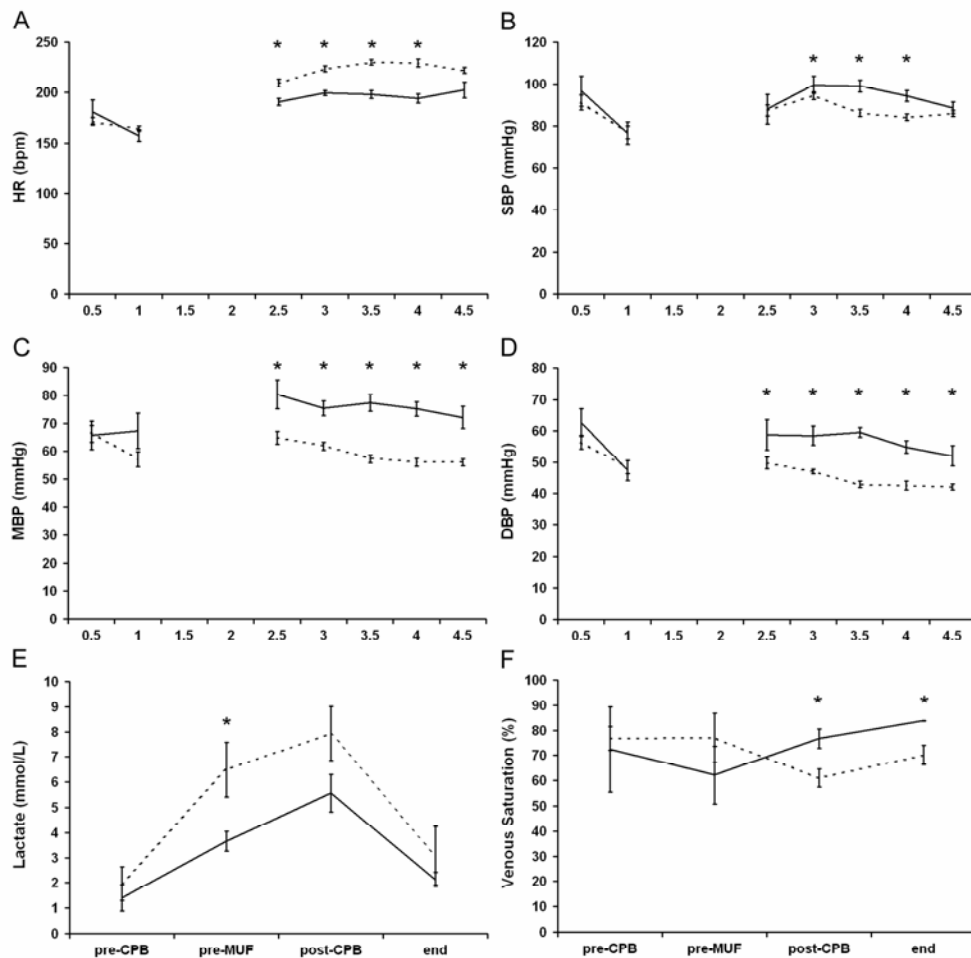 A
HR (bpm)
250
200
150
100
50
0
* * * *
0.5 1 1.5 2 2.5 3 3.5 4 4.5
B
SBP (mmHg)
120
100
80
60
40
20
0
* * *
0.5 1 1.5 2 2.5 3 3.5 4 4.5
C
MBP (mmHg)
90
80
70
60
50
40
30
20
10
0
* * * * *
0.5 1 1.5 2 2.5 3 3.5 4 4.5
D
DBP (mmHg)
80
70
60
50
40
30
20
10
0
* * * * *
0.5 1 1.5 2 2.5 3 3.5 4 4.5
E
Lactate (mmol/L)
10
9
8
7
6
5
4
3
2
1
0
*
pre-CPB pre-MUF post-CPB end
F
Venous Saturation (%)
100
90
80
70
60
50
40
30
20
10
0
* *
pre-CPB pre-MUF post-CPB end